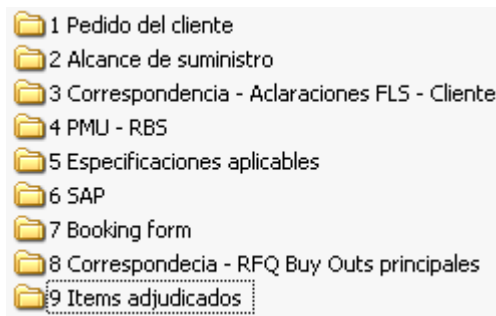 1 Pedido del cliente
2 Alcance de suministro
3 Correspondencia - Aclaraciones FLS - Cliente
4 PMU - RBS
5 Especificaciones aplicables
6 SAP
7 Booking form
8 Correspondecia - RFQ Buy Outs principales
9 Items adjudicados